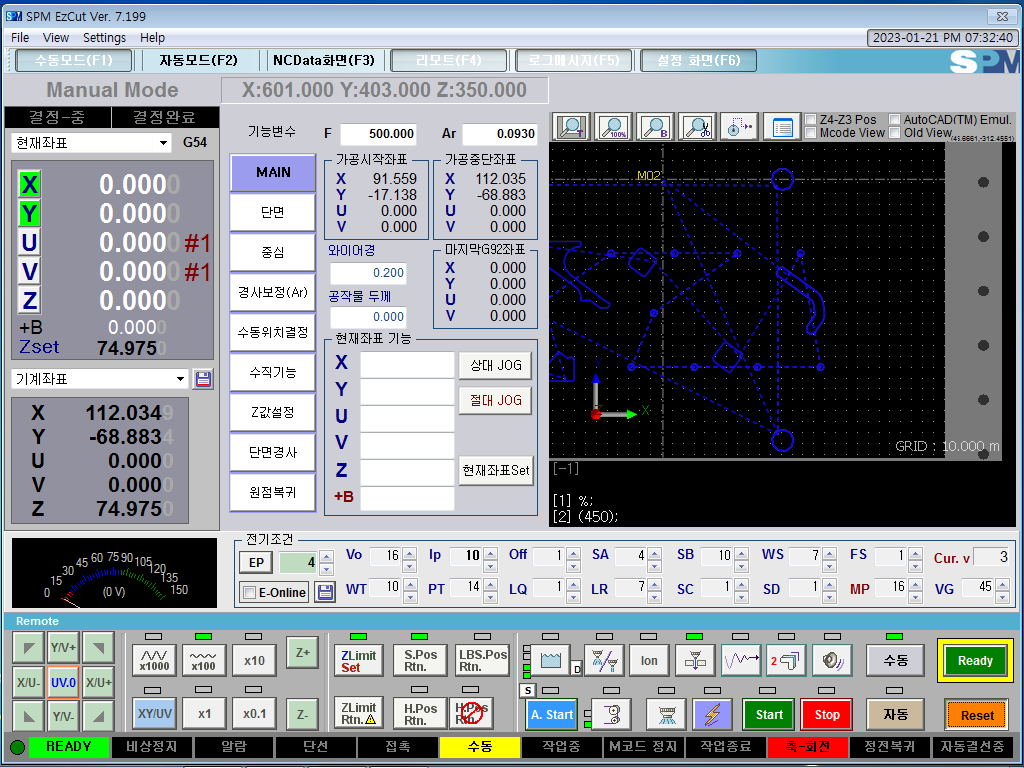 SPM EzCut Ver. 7.199
File View Settings Help
2023-01-21 PM 07:32:40
수동모드(F1) 자동모드(F2) NCData화면(F3) 리모트(F4) 로그메시지(F5) 설정 화면(F6)
SPM
Manual Mode
X:601.000 Y:403.000 Z:350.000
결정-중 결정완료
현재좌표 G54
X 0.0000
Y 0.0000
U 0.0000 #1
V 0.0000 #1
Z 0.0000
+B 0.0000
Zset 74.9750
기계좌표
X 112.0349
Y -68.8834
U 0.0000
V 0.0000
Z 74.9750
기능변수 F 500.000 Ar 0.0930
MAIN
단면
중심
경사보정(Ar)
수동위치결정
수직기능
Z값설정
단면경사
원점복귀
가공시작좌표
X 91.559
Y -17.138
U 0.000
V 0.000
가공중단좌표
X 112.035
Y -68.883
U 0.000
V 0.000
와이어경
0.200
공작물 두께
0.000
마지막G92좌표
X 0.000
Y 0.000
U 0.000
V 0.000
현재좌표 기능
X
Y
U
V
Z
+B
상대 JOG
절대 JOG
현재좌표Set
T 100% B
Z4-Z3 Pos AutoCAD(TM) Emul.
Mcode View Old View
M02
X
GRID : 10.000 m
[-1]
[1] %;
[2] (450);
0 15 30 45 60 75 90 105 120 135 150
(0 V)
전기조건
EP 4
E-Online
Vo 16 Ip 10 Off 1 SA 4 SB 10 WS 7 FS 1 Cur. v 3
WT 10 PT 14 LQ 1 LR 7 SC 1 SD 1 MP 16 VG 45
Remote
Y/V+
X/U- UV.0 X/U+
Y/V-
x1000 x100 x10 Z+
XY/UV x1 x0.1 Z-
ZLimit Set S.Pos Rtn. LBS.Pos Rtn.
ZLimit Rtn. H.Pos Rtn. H.Pos Rtn.
D Ion 2 수동 Ready
S A. Start Start Stop 자동 Reset
READY 비상정지 알람 단선 접촉 수동 작업중 M코드 정지 작업종료 축-회전 정전복귀 자동결선중